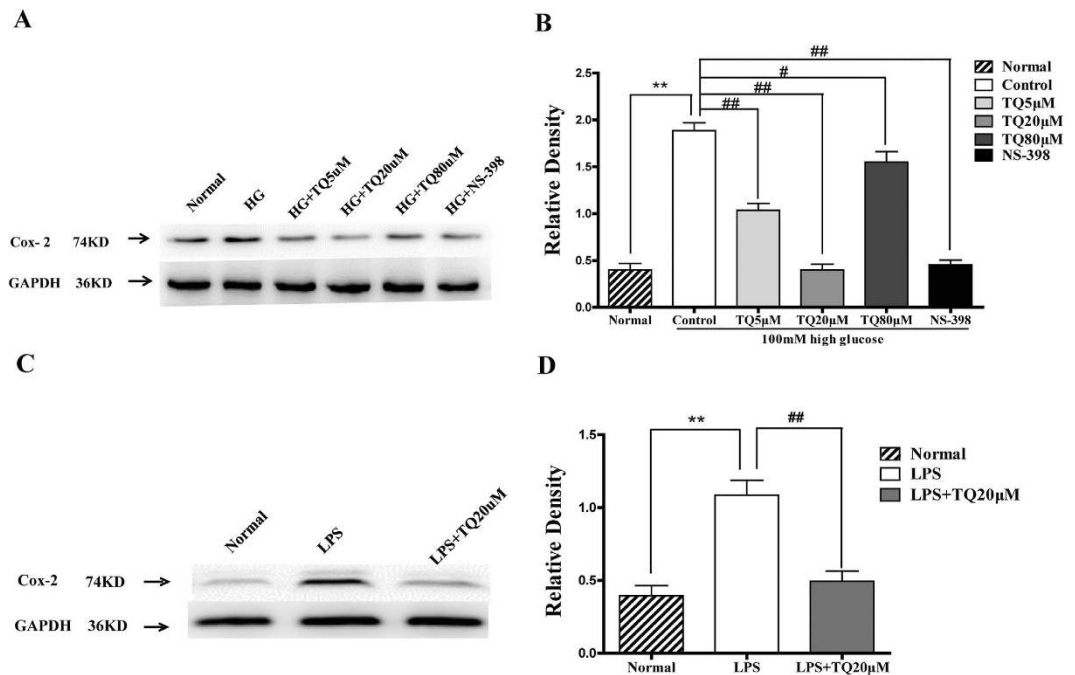 A
Normal
HG
HG+TQ5uM
HG+TQ20uM
HG+TQ80uM
HG+NS-398
Cox- 2 74KD
GAPDH 36KD
B
##
#
##
##
**
Relative Density
2.5
2.0
1.5
1.0
0.5
0.0
Normal
Control
TQ5μM
TQ20μM
TQ80μM
NS-398
Normal Control TQ5μM TQ20μM TQ80μM NS-398
100mM high glucose
C
Normal
LPS
LPS+TQ20uM
Cox-2 74KD
GAPDH 36KD
D
** ##
Relative Density
1.5
1.0
0.5
0.0
Normal
LPS
LPS+TQ20μM
Normal LPS LPS+TQ20μM